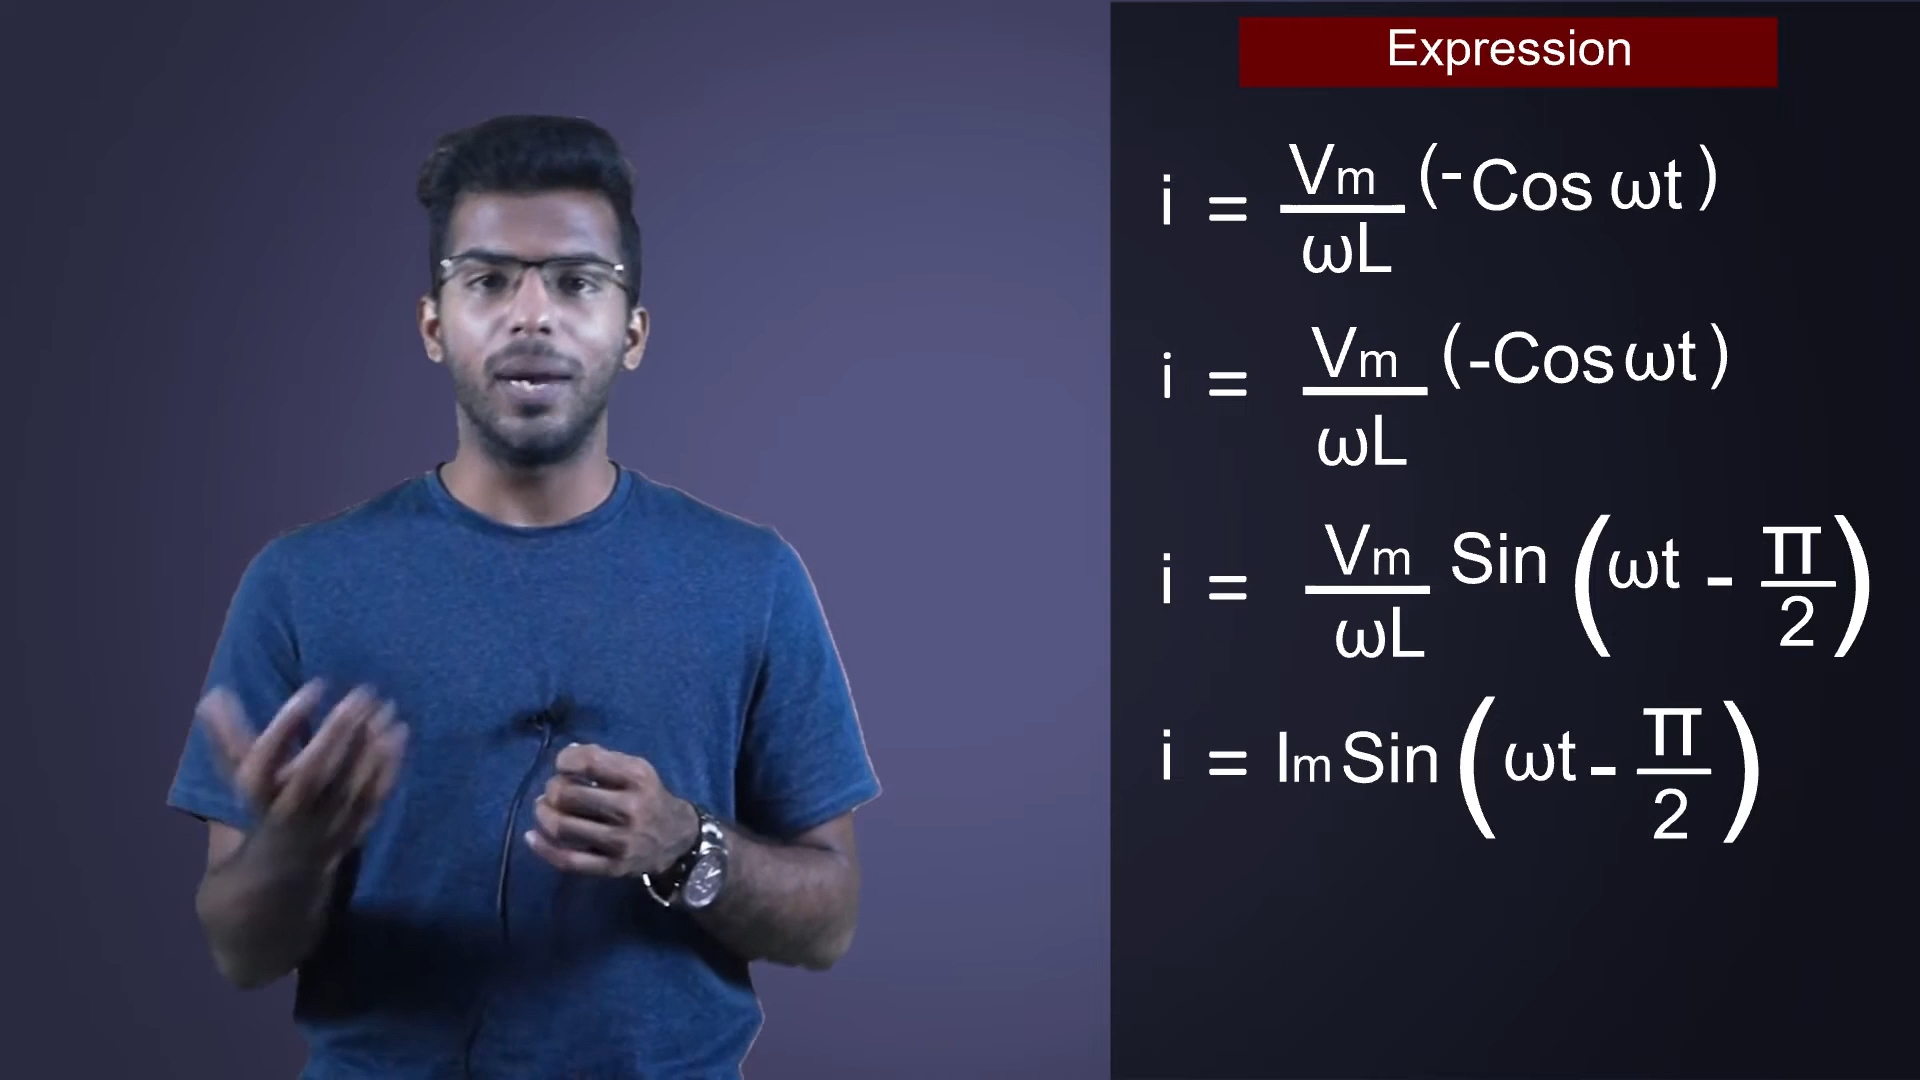 Expression
i = Vm/ωL (-Cos ωt)
i = Vm/ωL (-Cos ωt)
i = Vm/ωL Sin (ωt - π/2)
i = Im Sin (ωt - π/2)